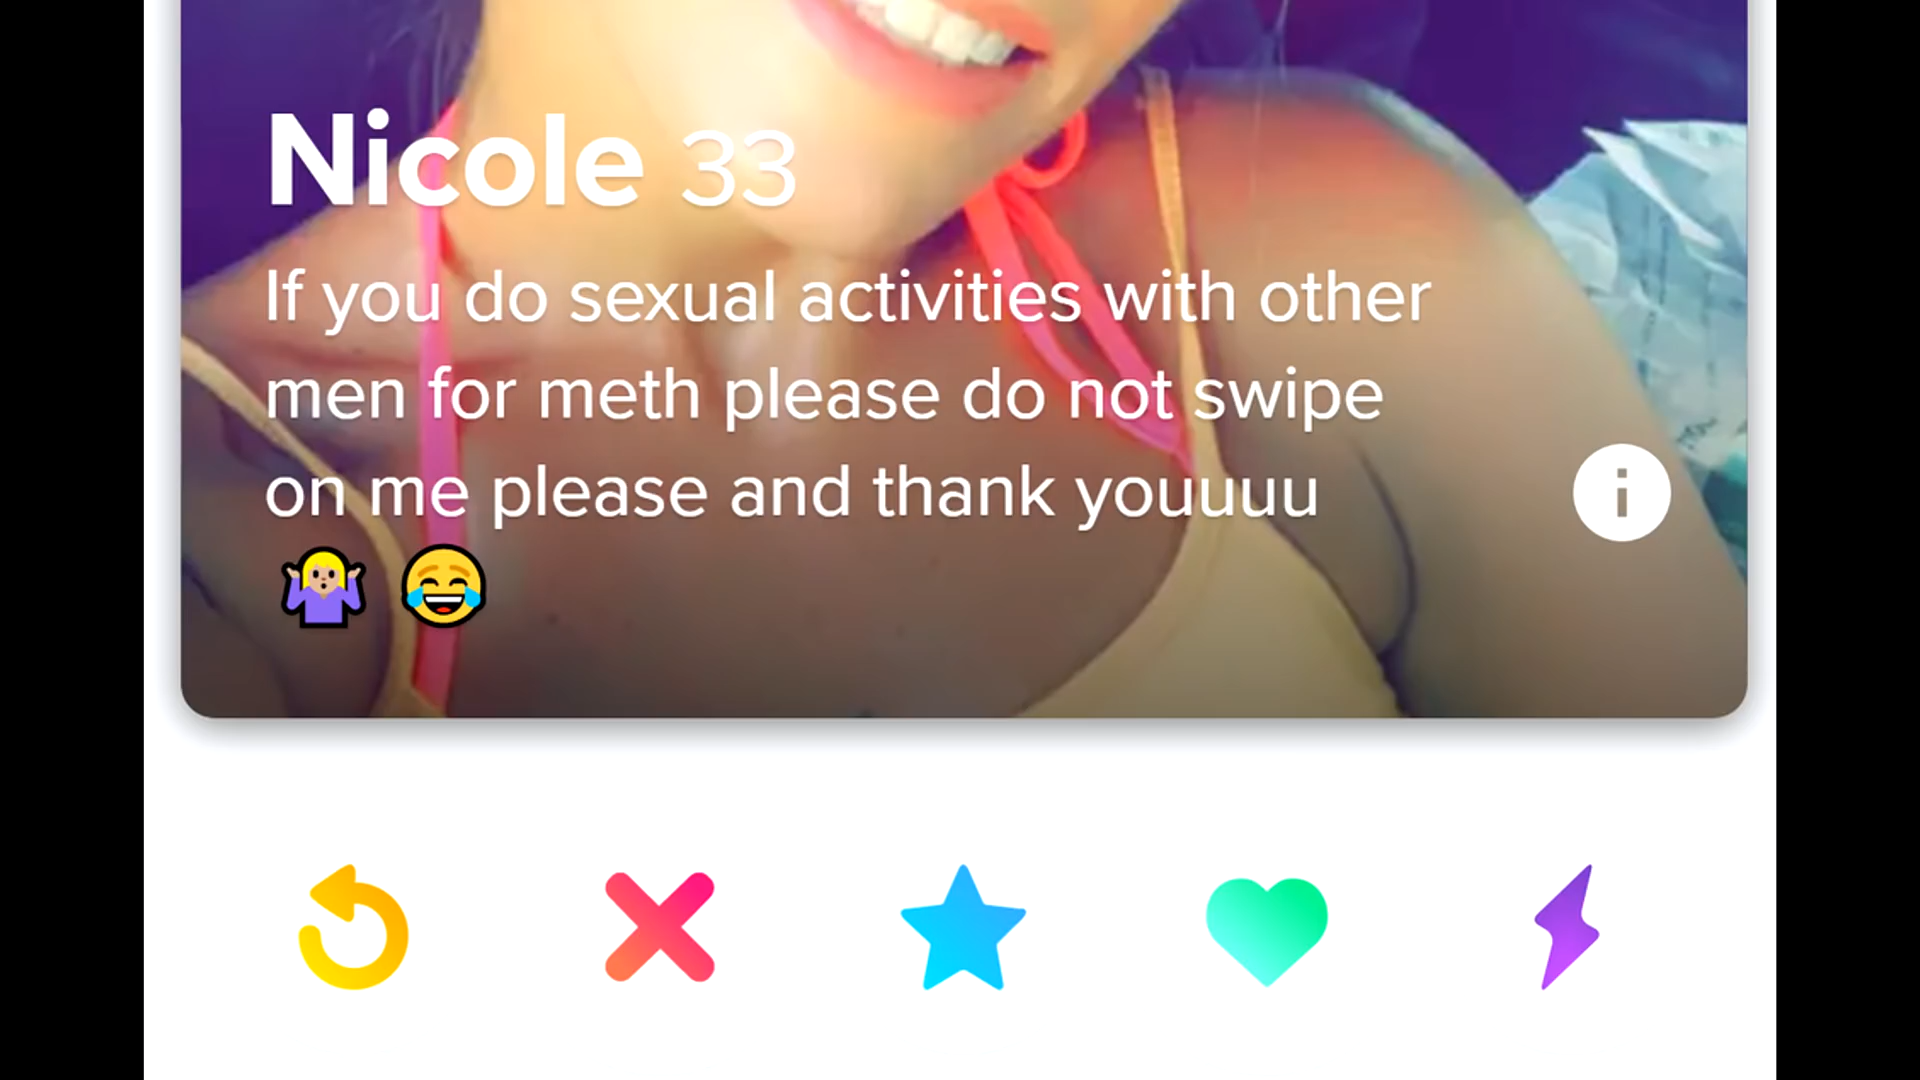 Nicole 33
If you do sexual activities with other
men for meth please do not swipe
on me please and thank youuuu
🤷🏼‍♀️ 😂